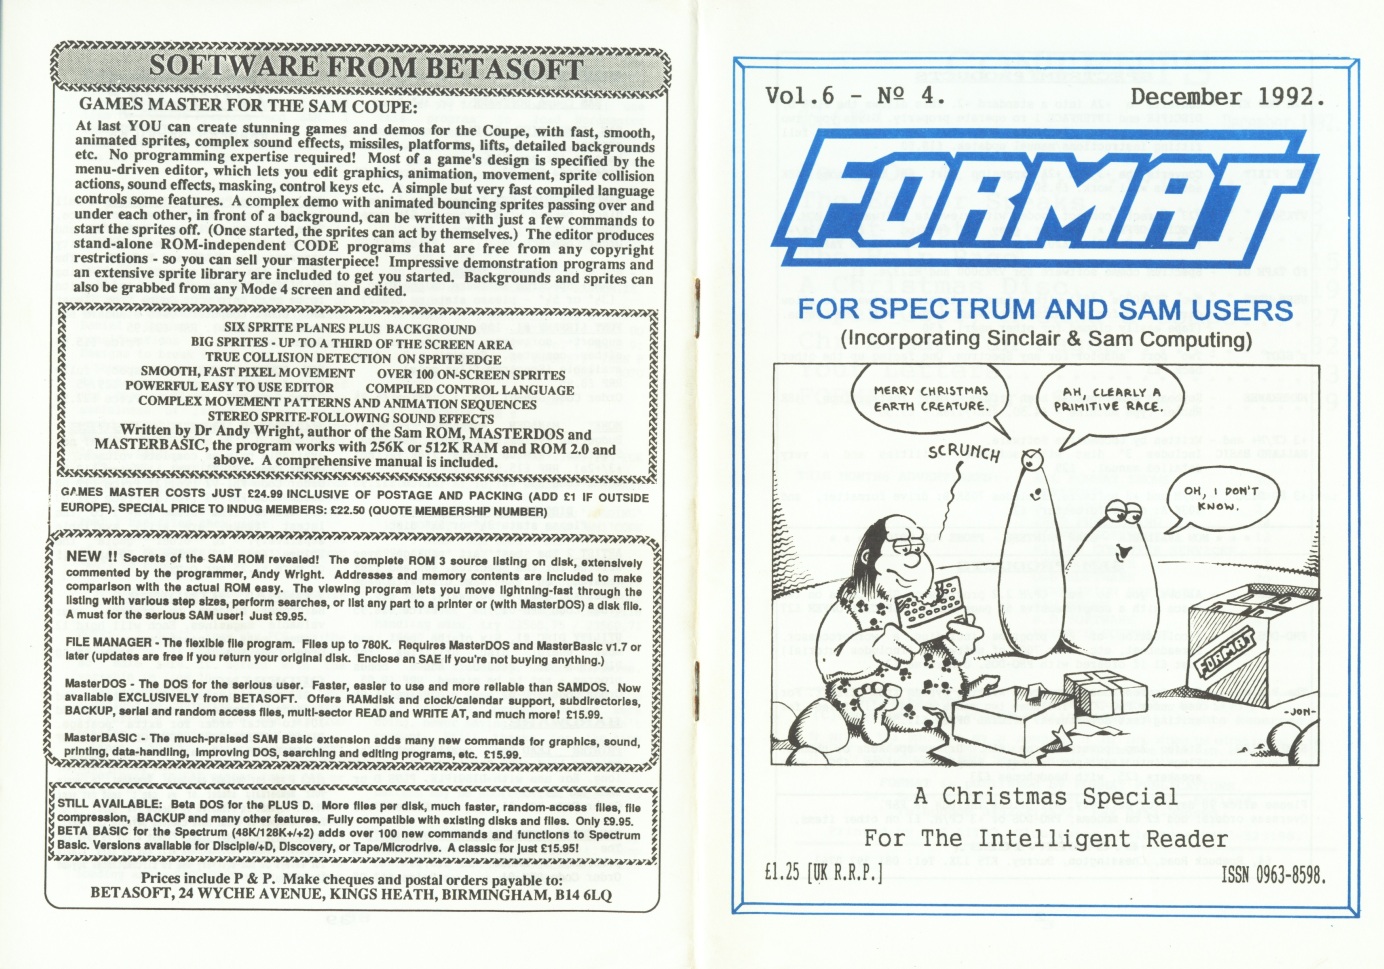 SOFTWARE FROM BETASOFT
GAMES MASTER FOR THE SAM COUPE:
At last YOU can create stunning games and demos for the Coupe, with fast, smooth,
animated sprites, complex sound effects, missiles, platforms, lifts, detailed backgrounds
etc. No programming expertise required! Most of a game's design is specified by the
menu-driven editor, which lets you edit graphics, animation, movement, sprite collision
actions, sound effects, masking, control keys etc. A simple but very fast compiled language
controls some features. A complex demo with animated bouncing sprites passing over and
under each other, in front of a background, can be written with just a few commands to
start the sprites off. (Once started, the sprites can act by themselves.) The editor produces
stand-alone ROM-independent CODE programs that are free from any copyright
restrictions - so you can sell your masterpiece! Impressive demonstration programs and
an extensive sprite library are included to get you started. Backgrounds and sprites can
also be grabbed from any Mode 4 screen and edited.
SIX SPRITE PLANES PLUS BACKGROUND
BIG SPRITES - UP TO A THIRD OF THE SCREEN AREA
TRUE COLLISION DETECTION ON SPRITE EDGE
SMOOTH, FAST PIXEL MOVEMENT OVER 100 ON-SCREEN SPRITES
POWERFUL EASY TO USE EDITOR COMPILED CONTROL LANGUAGE
COMPLEX MOVEMENT PATTERNS AND ANIMATION SEQUENCES
STEREO SPRITE-FOLLOWING SOUND EFFECTS
Written by Dr Andy Wright, author of the Sam ROM, MASTERDOS and
MASTERBASIC, the program works with 256K or 512K RAM and ROM 2.0 and
above. A comprehensive manual is included.
GAMES MASTER COSTS JUST £24.99 INCLUSIVE OF POSTAGE AND PACKING (ADD £1 IF OUTSIDE
EUROPE). SPECIAL PRICE TO INDUG MEMBERS: £22.50 (QUOTE MEMBERSHIP NUMBER)
NEW !! Secrets of the SAM ROM revealed! The complete ROM 3 source listing on disk, extensively
commented by the programmer, Andy Wright. Addresses and memory contents are included to make
comparison with the actual ROM easy. The viewing program lets you move lightning-fast through the
listing with various step sizes, perform searches, or list any part to a printer or (with MasterDOS) a disk file.
A must for the serious SAM user! Just £9.95.
FILE MANAGER - The flexible file program. Files up to 780K. Requires MasterDOS and MasterBasic v1.7 or
later (updates are free if you return your original disk. Enclose an SAE if you're not buying anything.)
MasterDOS - The DOS for the serious user. Faster, easier to use and more reliable than SAMDOS. Now
available EXCLUSIVELY from BETASOFT. Offers RAMdisk and clock/calendar support, subdirectories,
BACKUP, serial and random access files, multi-sector READ and WRITE AT, and much more! £15.99.
MasterBASIC - The much-praised SAM Basic extension adds many new commands for graphics, sound,
printing, data-handling, improving DOS, searching and editing programs, etc. £15.99.
STILL AVAILABLE: Beta DOS for the PLUS D. More files per disk, much faster, random-access files, file
compression, BACKUP and many other features. Fully compatible with existing disks and files. Only £9.95.
BETA BASIC for the Spectrum (48K/128K+/+2) adds over 100 new commands and functions to Spectrum
Basic. Versions available for Disciple/+D, Discovery, or Tape/Microdrive. A classic for just £15.95!
Prices include P & P. Make cheques and postal orders payable to:
BETASOFT, 24 WYCHE AVENUE, KINGS HEATH, BIRMINGHAM, B14 6LQ
Vol.6 - Nº 4. December 1992.
FORMAT
FOR SPECTRUM AND SAM USERS
(Incorporating Sinclair & Sam Computing)
MERRY CHRISTMAS
EARTH CREATURE.
AH, CLEARLY A
PRIMITIVE RACE.
SCRUNCH
OH, I DON'T
KNOW.
FORMAT
-JON-
A Christmas Special
For The Intelligent Reader
£1.25 [UK R.R.P.] ISSN 0963-8598.